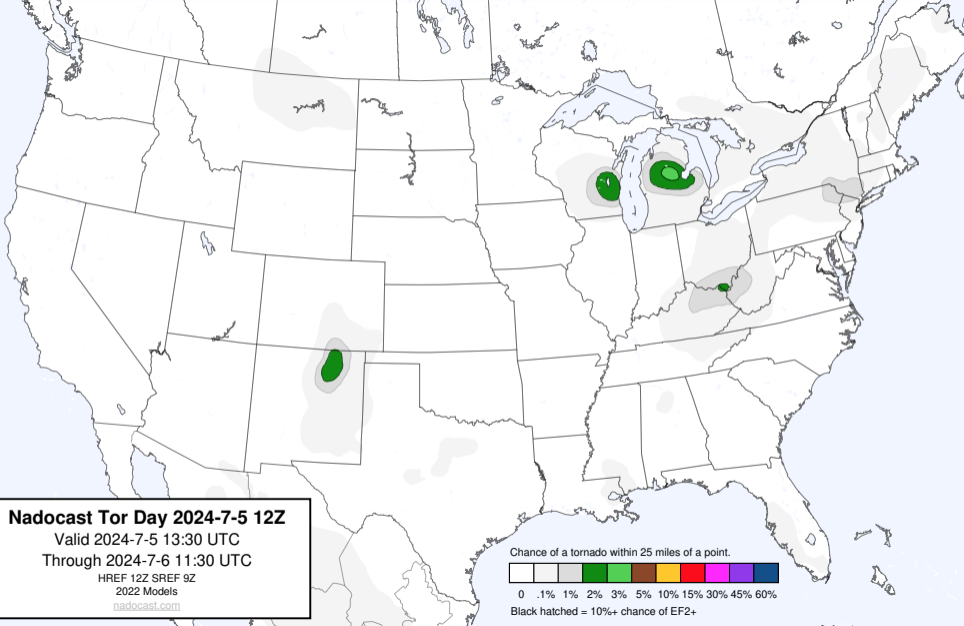 Nadocast Tor Day 2024-7-5 12Z
Valid 2024-7-5 13:30 UTC
Through 2024-7-6 11:30 UTC
HREF 12Z SREF 9Z
2022 Models
nadocast.com
Chance of a tornado within 25 miles of a point.
0 .1% 1% 2% 3% 5% 10% 15% 30% 45% 60%
Black hatched = 10%+ chance of EF2+